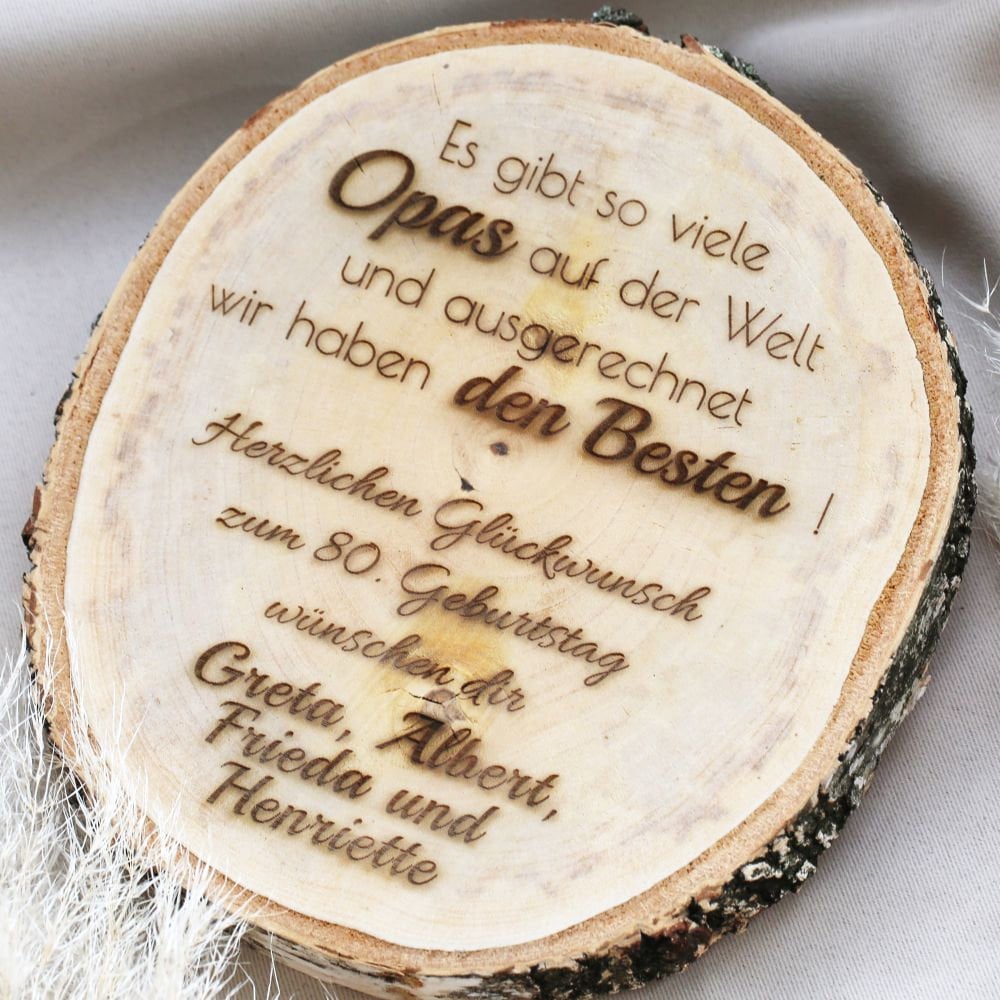 Es gibt so viele
Opas auf der Welt
und ausgerechnet
wir haben den Besten !
Herzlichen Glückwunsch
zum 80. Geburtstag
wünschen dir
Greta, Albert,
Frieda und
Henriette